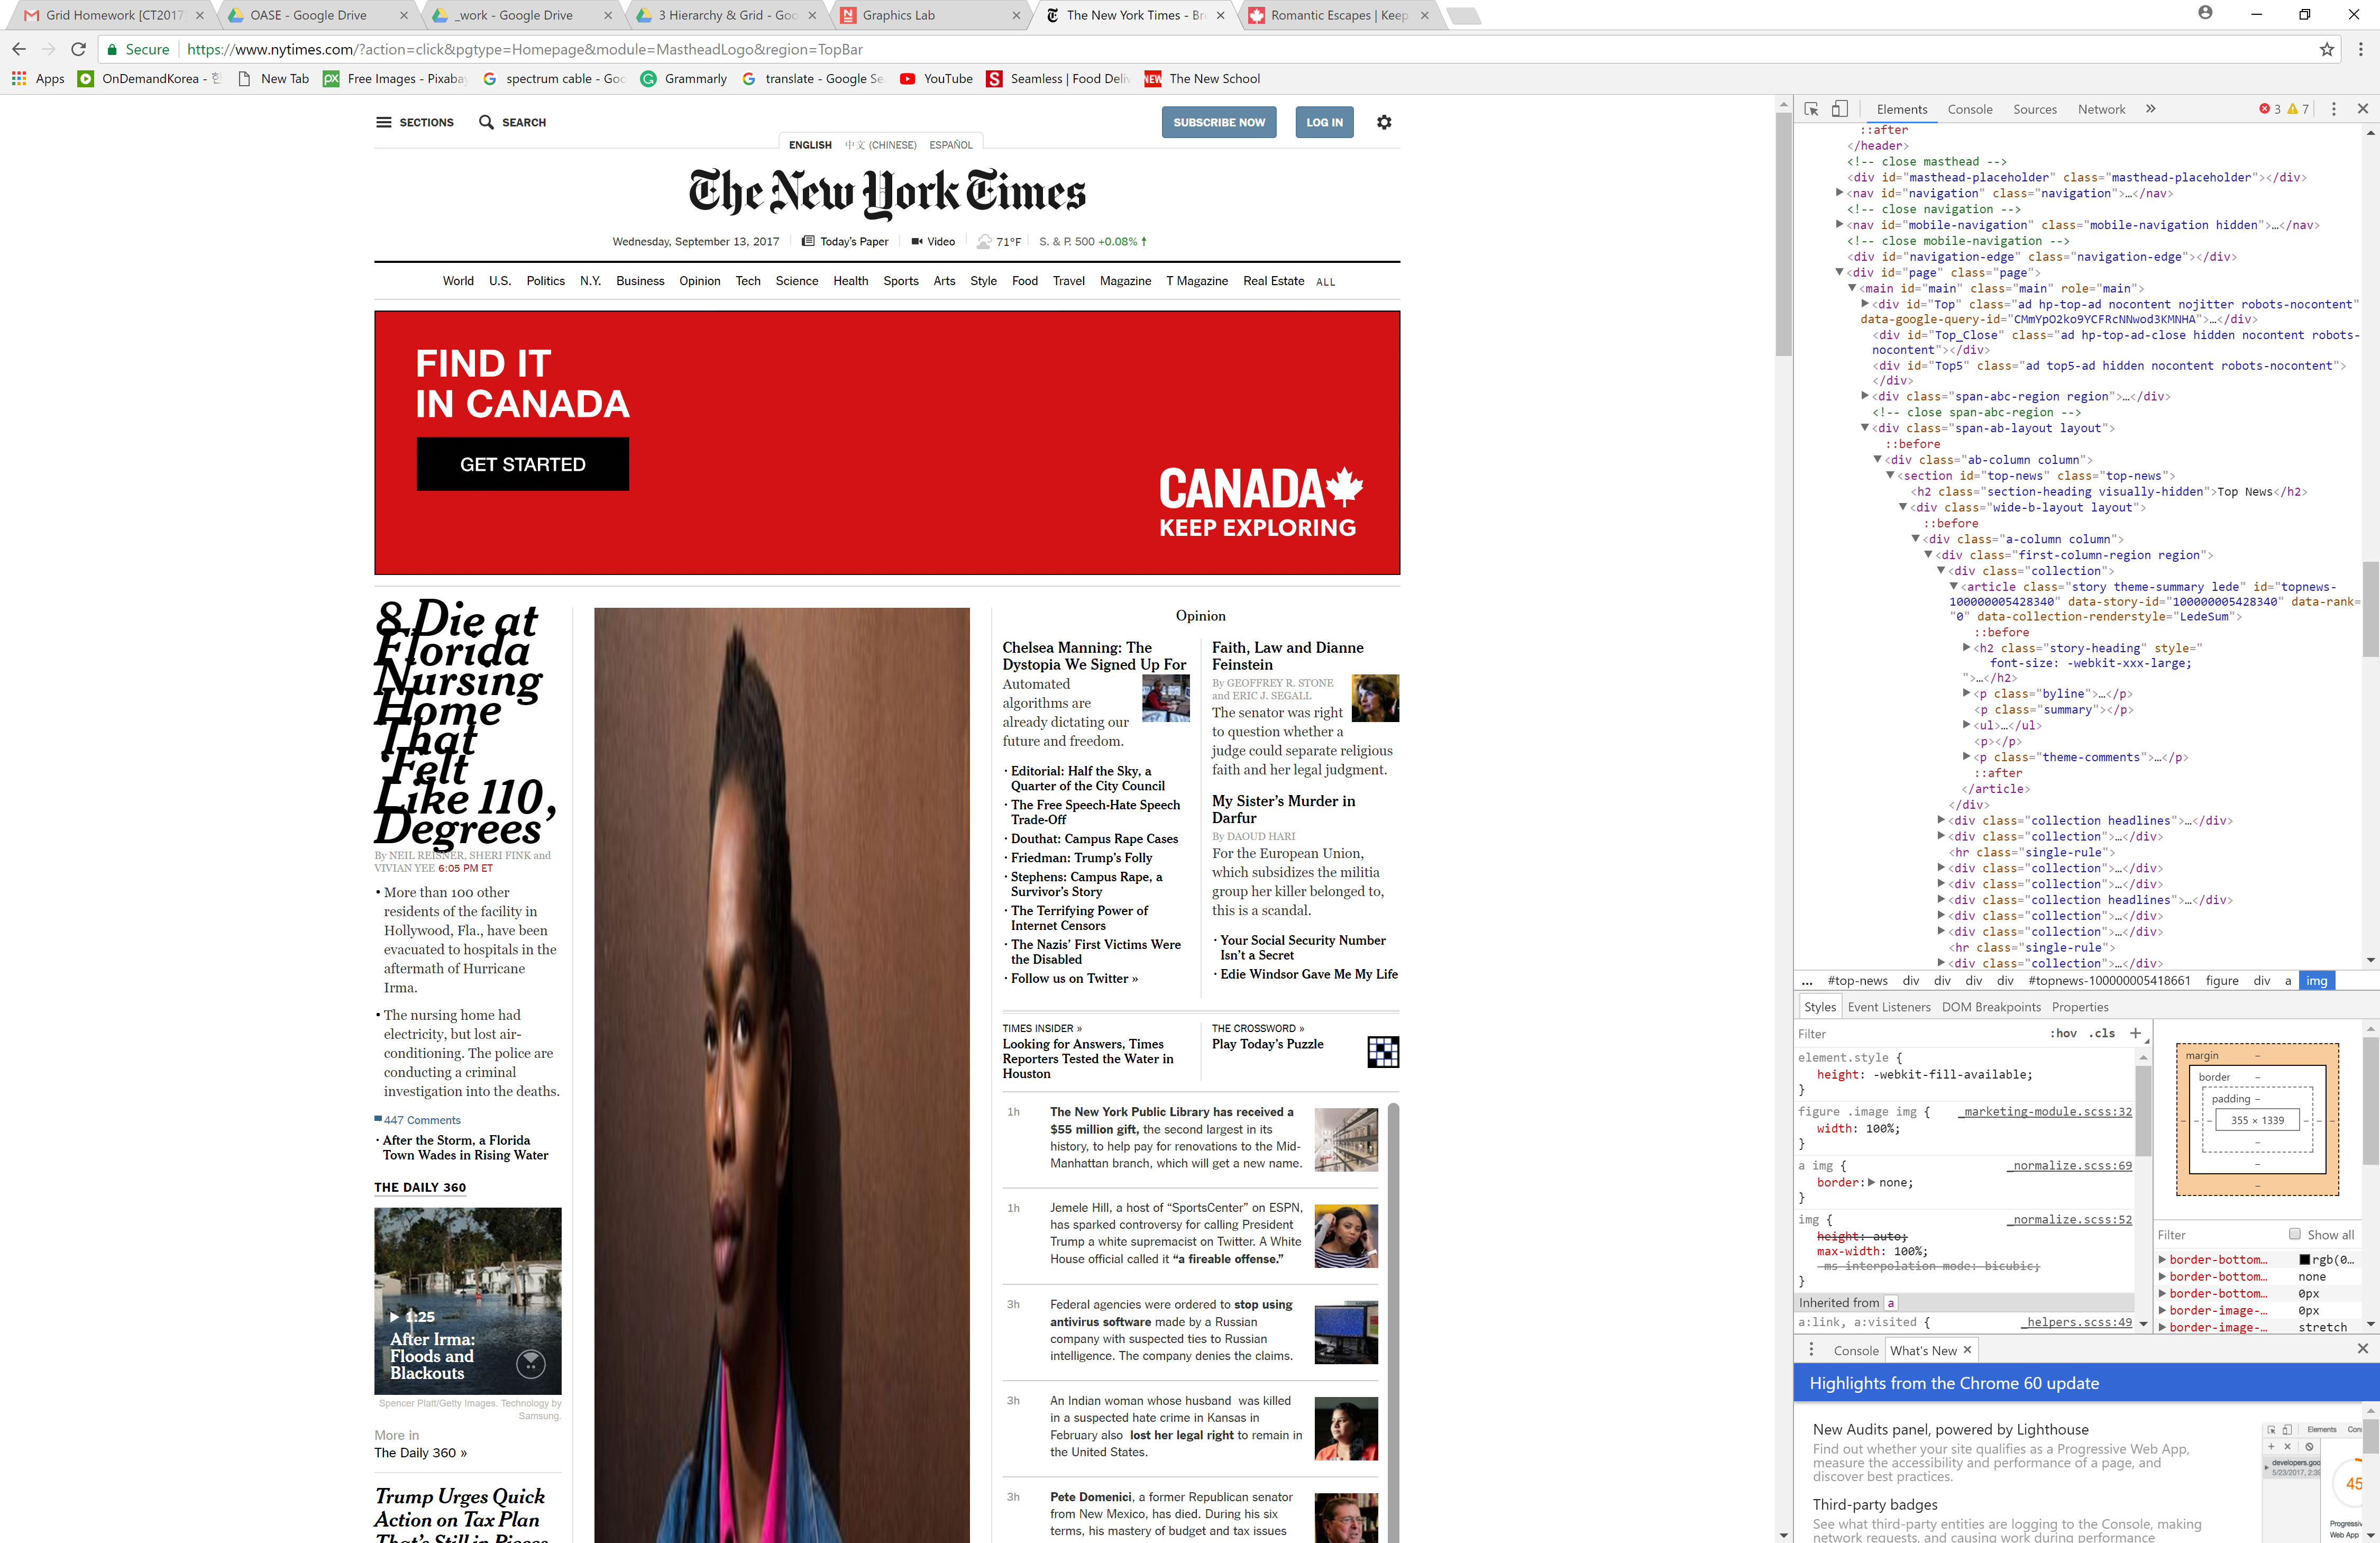 Grid Homework [CT2017
OASE - Google Drive
_work - Google Drive
3 Hierarchy & Grid - Goo
Graphics Lab
The New York Times - Br
Romantic Escapes | Keep
Secure
https://www.nytimes.com/?action=click&pgtype=Homepage&module=MastheadLogo&region=TopBar
Apps
OnDemandKorea - 한
New Tab
Free Images - Pixabay
spectrum cable - Goo
Grammarly
translate - Google Se
YouTube
Seamless | Food Deliv
The New School
SECTIONS
SEARCH
SUBSCRIBE NOW
LOG IN
ENGLISH 中文 (CHINESE) ESPAÑOL
The New York Times
Wednesday, September 13, 2017
Today's Paper
Video
71°F
S. & P. 500 +0.08% ↑
World U.S. Politics N.Y. Business Opinion Tech Science Health Sports Arts Style Food Travel Magazine T Magazine Real Estate ALL
FIND IT
IN CANADA
GET STARTED
CANADA
KEEP EXPLORING
8 Die at
Florida
Nursing
Home
That
‘Felt
Like 110
Degrees’
By NEIL REISNER, SHERI FINK and
VIVIAN YEE 6:05 PM ET
• More than 100 other
residents of the facility in
Hollywood, Fla., have been
evacuated to hospitals in the
aftermath of Hurricane
Irma.
• The nursing home had
electricity, but lost air-
conditioning. The police are
conducting a criminal
investigation into the deaths.
447 Comments
· After the Storm, a Florida
Town Wades in Rising Water
THE DAILY 360
1:25
After Irma:
Floods and
Blackouts
Spencer Platt/Getty Images. Technology by
Samsung.
More in
The Daily 360 »
Trump Urges Quick
Action on Tax Plan
That’s Still in Pieces
Opinion
Chelsea Manning: The
Dystopia We Signed Up For
Automated
algorithms are
already dictating our
future and freedom.
· Editorial: Half the Sky, a
Quarter of the City Council
· The Free Speech-Hate Speech
Trade-Off
· Douthat: Campus Rape Cases
· Friedman: Trump’s Folly
· Stephens: Campus Rape, a
Survivor’s Story
· The Terrifying Power of
Internet Censors
· The Nazis’ First Victims Were
the Disabled
· Follow us on Twitter »
Faith, Law and Dianne
Feinstein
By GEOFFREY R. STONE
and ERIC J. SEGALL
The senator was right
to question whether a
judge could separate religious
faith and her legal judgment.
My Sister’s Murder in
Darfur
By DAOUD HARI
For the European Union,
which subsidizes the militia
group her killer belonged to,
this is a scandal.
· Your Social Security Number
Isn’t a Secret
· Edie Windsor Gave Me My Life
TIMES INSIDER »
Looking for Answers, Times
Reporters Tested the Water in
Houston
THE CROSSWORD »
Play Today’s Puzzle
1h
The New York Public Library has received a
$55 million gift, the second largest in its
history, to help pay for renovations to the Mid-
Manhattan branch, which will get a new name.
1h
Jemele Hill, a host of “SportsCenter” on ESPN,
has sparked controversy for calling President
Trump a white supremacist on Twitter. A White
House official called it “a fireable offense.”
3h
Federal agencies were ordered to stop using
antivirus software made by a Russian
company with suspected ties to Russian
intelligence. The company denies the claims.
3h
An Indian woman whose husband was killed
in a suspected hate crime in Kansas in
February also lost her legal right to remain in
the United States.
3h
Pete Domenici, a former Republican senator
from New Mexico, has died. During his six
terms, his mastery of budget and tax issues
Elements Console Sources Network » 3 7
::after
</header>
<!-- close masthead -->
<div id="masthead-placeholder" class="masthead-placeholder"></div>
<nav id="navigation" class="navigation">…</nav>
<!-- close navigation -->
<nav id="mobile-navigation" class="mobile-navigation hidden">…</nav>
<!-- close mobile-navigation -->
<div id="navigation-edge" class="navigation-edge"></div>
<div id="page" class="page">
<main id="main" class="main" role="main">
<div id="Top" class="ad hp-top-ad nocontent nojitter robots-nocontent"
data-google-query-id="CMmYpO2ko9YCFRcNNwod3KMNHA">…</div>
<div id="Top_Close" class="ad hp-top-ad-close hidden nocontent robots-
nocontent"></div>
<div id="Top5" class="ad top5-ad hidden nocontent robots-nocontent">
</div>
<div class="span-abc-region region">…</div>
<!-- close span-abc-region -->
<div class="span-ab-layout layout">
::before
<div class="ab-column column">
<section id="top-news" class="top-news">
<h2 class="section-heading visually-hidden">Top News</h2>
<div class="wide-b-layout layout">
::before
<div class="a-column column">
<div class="first-column-region region">
<div class="collection">
<article class="story theme-summary lede" id="topnews-
100000005428340" data-story-id="100000005428340" data-rank=
"0" data-collection-renderstyle="LedeSum">
::before
<h2 class="story-heading" style="
font-size: -webkit-xxx-large;
">…</h2>
<p class="byline">…</p>
<p class="summary"></p>
<ul>…</ul>
<p></p>
<p class="theme-comments">…</p>
::after
</article>
</div>
<div class="collection headlines">…</div>
<div class="collection">…</div>
<hr class="single-rule">
<div class="collection">…</div>
<div class="collection">…</div>
<div class="collection headlines">…</div>
<div class="collection">…</div>
<div class="collection">…</div>
<hr class="single-rule">
<div class="collection">…</div>
... #top-news div div div div #topnews-100000005418661 figure div a img
Styles Event Listeners DOM Breakpoints Properties
Filter :hov .cls +
element.style {
height: -webkit-fill-available;
}
figure .image img { _marketing-module.scss:32
width: 100%;
}
a img { _normalize.scss:69
border: none;
}
img { _normalize.scss:52
height: auto;
max-width: 100%;
-ms-interpolation-mode: bicubic;
}
Inherited from a
a:link, a:visited { _helpers.scss:49
margin –
border –
padding –
355 × 1339
Filter Show all
border-bottom… rgb(0…
border-bottom… none
border-bottom… 0px
border-image-… 0px
border-image-… stretch
Console What's New
Highlights from the Chrome 60 update
New Audits panel, powered by Lighthouse
Find out whether your site qualifies as a Progressive Web App,
measure the accessibility and performance of a page, and
discover best practices.
Third-party badges
See what third-party entities are logging to the Console, making
network requests, and causing work during performance
Elements
developers.goo
5/23/2017, 2:39
45
Progressiv
Web App